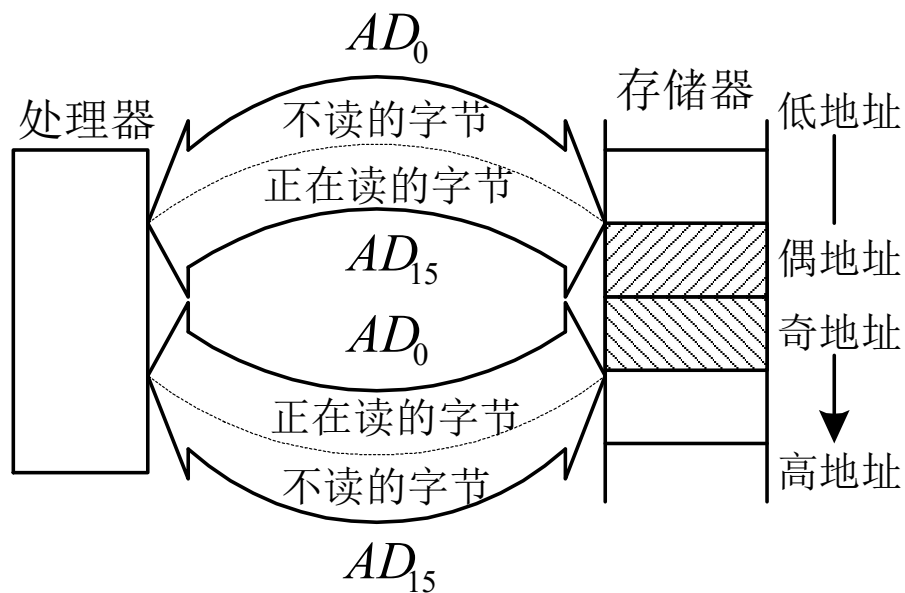 AD₀
处理器
存储器
低地址
不读的字节
正在读的字节
AD₁₅
偶地址
AD₀
奇地址
正在读的字节
不读的字节
高地址
AD₁₅